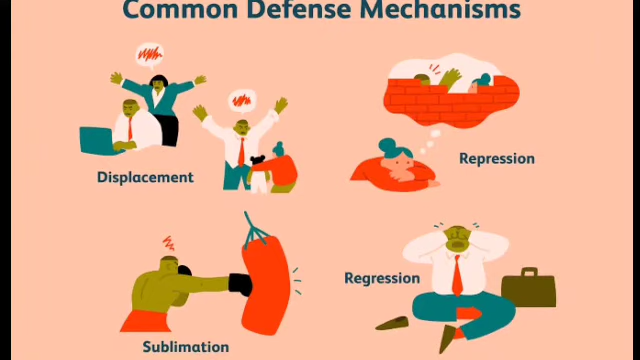 Common Defense Mechanisms
Displacement
Repression
Sublimation
Regression